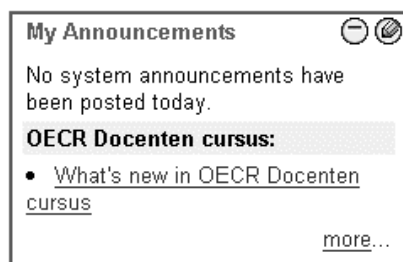 My Announcements
No system announcements have
been posted today.
OECR Docenten cursus:
• What's new in OECR Docenten
cursus
more...